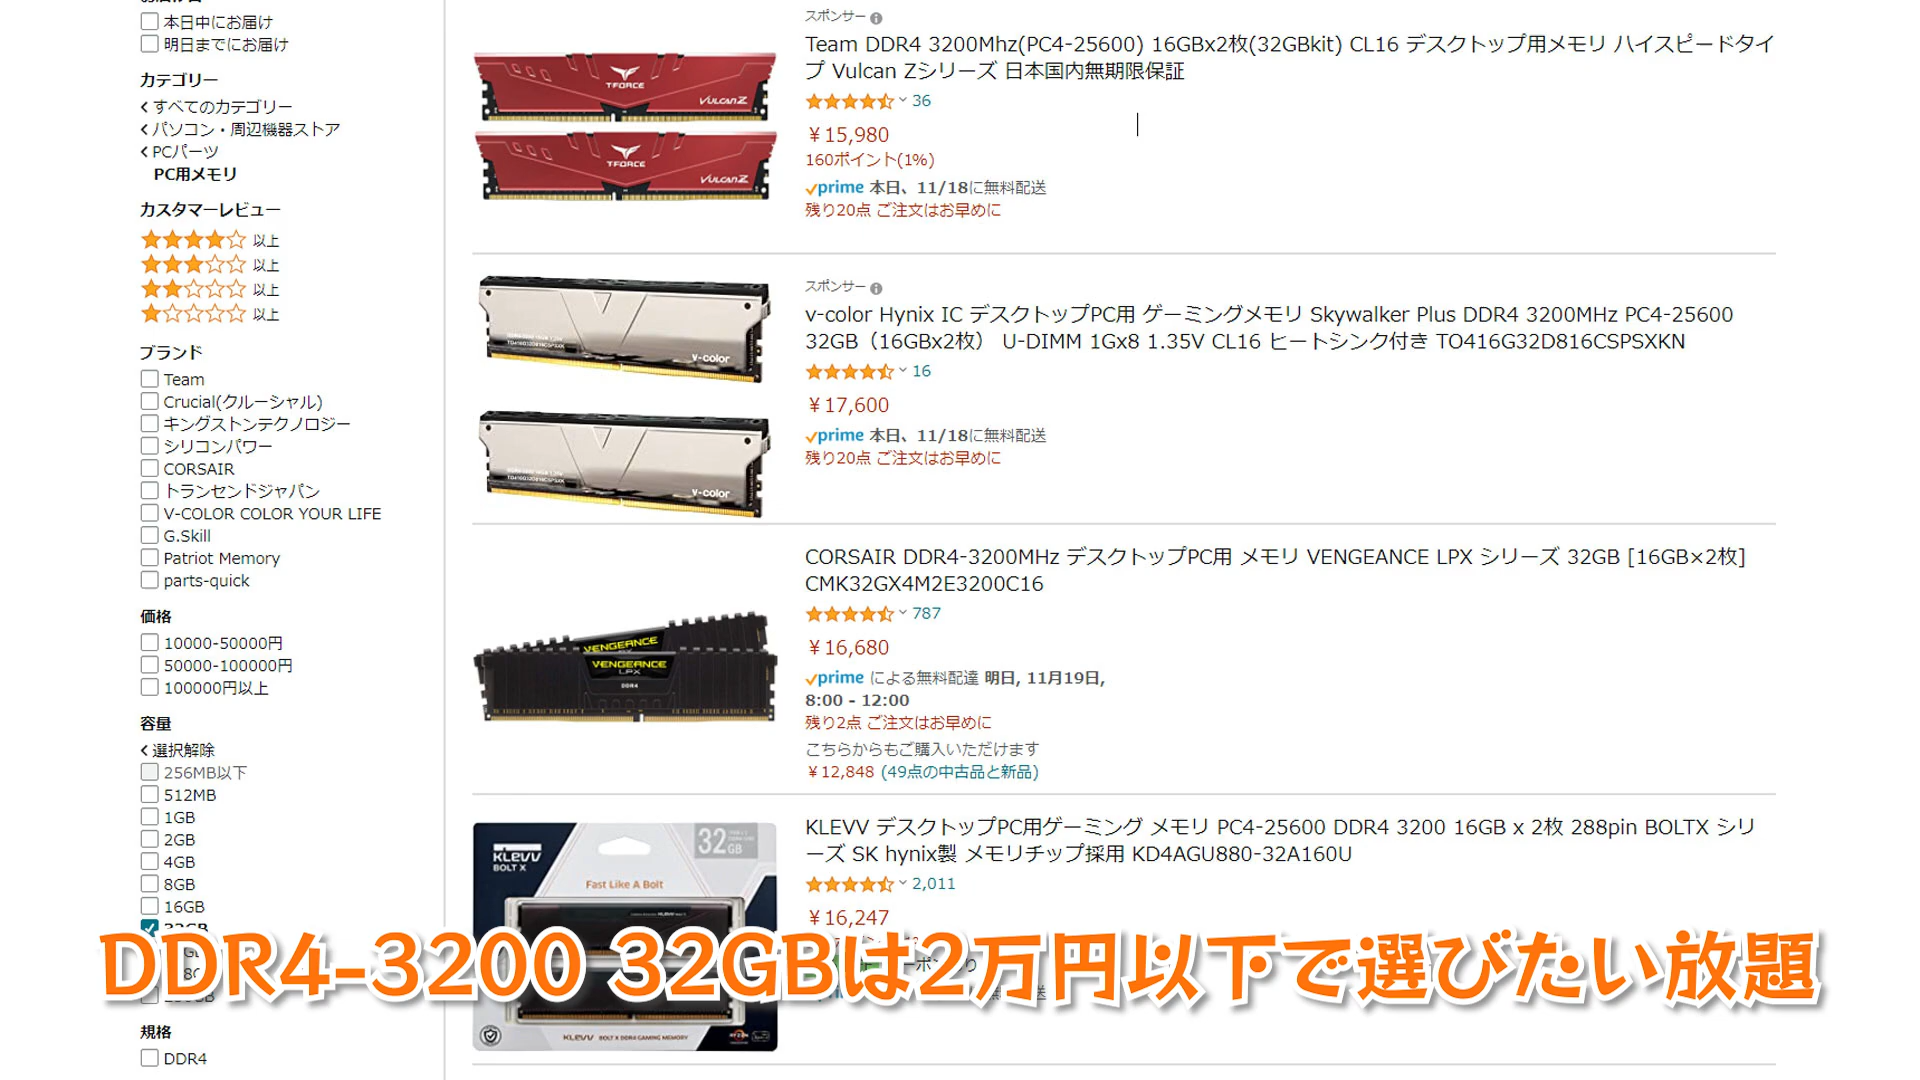 本日中にお届け
明日までにお届け
カテゴリー
すべてのカテゴリー
パソコン・周辺機器ストア
PCパーツ
PC用メモリ
カスタマーレビュー
以上
以上
以上
以上
ブランド
Team
Crucial(クルーシャル)
キングストンテクノロジー
シリコンパワー
CORSAIR
トランセンドジャパン
V-COLOR COLOR YOUR LIFE
G.Skill
Patriot Memory
parts-quick
価格
10000-50000円
50000-100000円
100000円以上
容量
選択解除
256MB以下
512MB
1GB
2GB
4GB
8GB
16GB
32GB
規格
DDR4
T-FORCE
VULCAN Z
T-FORCE
VULCAN Z
スポンサー
Team DDR4 3200Mhz(PC4-25600) 16GBx2枚(32GBkit) CL16 デスクトップ用メモリ ハイスピードタイ
プ Vulcan Zシリーズ 日本国内無期限保証
36
￥15,980
160ポイント(1%)
prime 本日、11/18に無料配送
残り20点 ご注文はお早めに
v-color
v-color
スポンサー
v-color Hynix IC デスクトップPC用 ゲーミングメモリ Skywalker Plus DDR4 3200MHz PC4-25600
32GB（16GBx2枚） U-DIMM 1Gx8 1.35V CL16 ヒートシンク付き TO416G32D816CSPSXKN
16
￥17,600
prime 本日、11/18に無料配送
残り20点 ご注文はお早めに
VENGEANCE
VENGEANCE
LPX
DDR4
CORSAIR DDR4-3200MHz デスクトップPC用 メモリ VENGEANCE LPX シリーズ 32GB [16GB×2枚]
CMK32GX4M2E3200C16
787
￥16,680
prime による無料配達 明日, 11月19日,
8:00 - 12:00
残り2点 ご注文はお早めに
こちらからもご購入いただけます
￥12,848 (49点の中古品と新品)
KLEVV
BOLT X
32
GB
Fast Like A Bolt
KLEVV BOLT X DDR4 GAMING MEMORY
KLEVV デスクトップPC用ゲーミング メモリ PC4-25600 DDR4 3200 16GB x 2枚 288pin BOLTX シリ
ーズ SK hynix製 メモリチップ採用 KD4AGU880-32A160U
2,011
￥16,247
DDR4-3200 32GBは2万円以下で選びたい放題